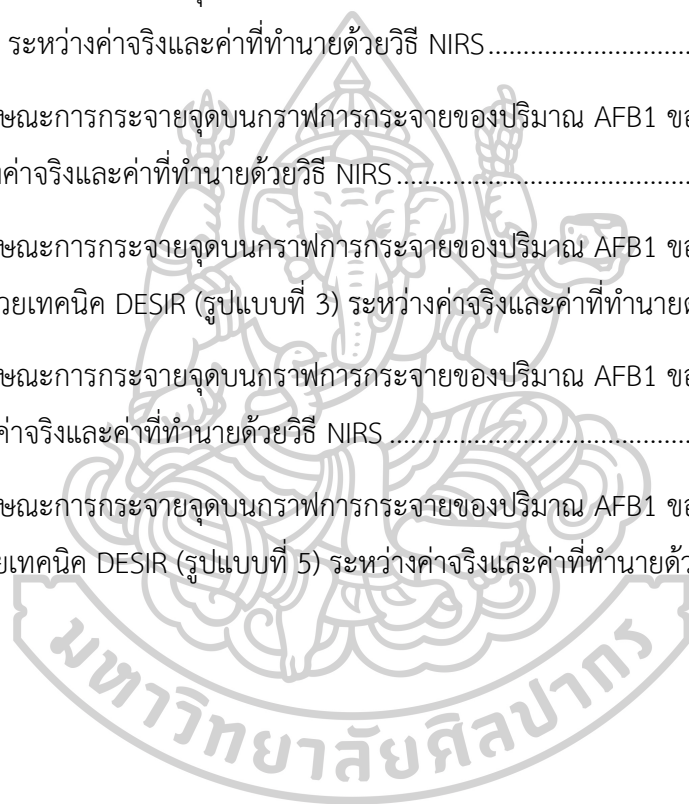 ระหว่างค่าจริงและค่าที่ทำนายด้วยวิธี NIRS
ษณะการกระจายจุดบนกราฟการกระจายของปริมาณ AFB1
ค่าจริงและค่าที่ทำนายด้วยวิธี NIRS
ษณะการกระจายจุดบนกราฟการกระจายของปริมาณ AFB1
วยเทคนิค DESIR (รูปแบบที่ 3) ระหว่างค่าจริงและค่าที่ทำนาย
ษณะการกระจายจุดบนกราฟการกระจายของปริมาณ AFB1
ค่าจริงและค่าที่ทำนายด้วยวิธี NIRS
ษณะการกระจายจุดบนกราฟการกระจายของปริมาณ AFB1
ยเทคนิค DESIR (รูปแบบที่ 5) ระหว่างค่าจริงและค่าที่ทำนายด้ว
มหาวิทยาลัยศิลปากร